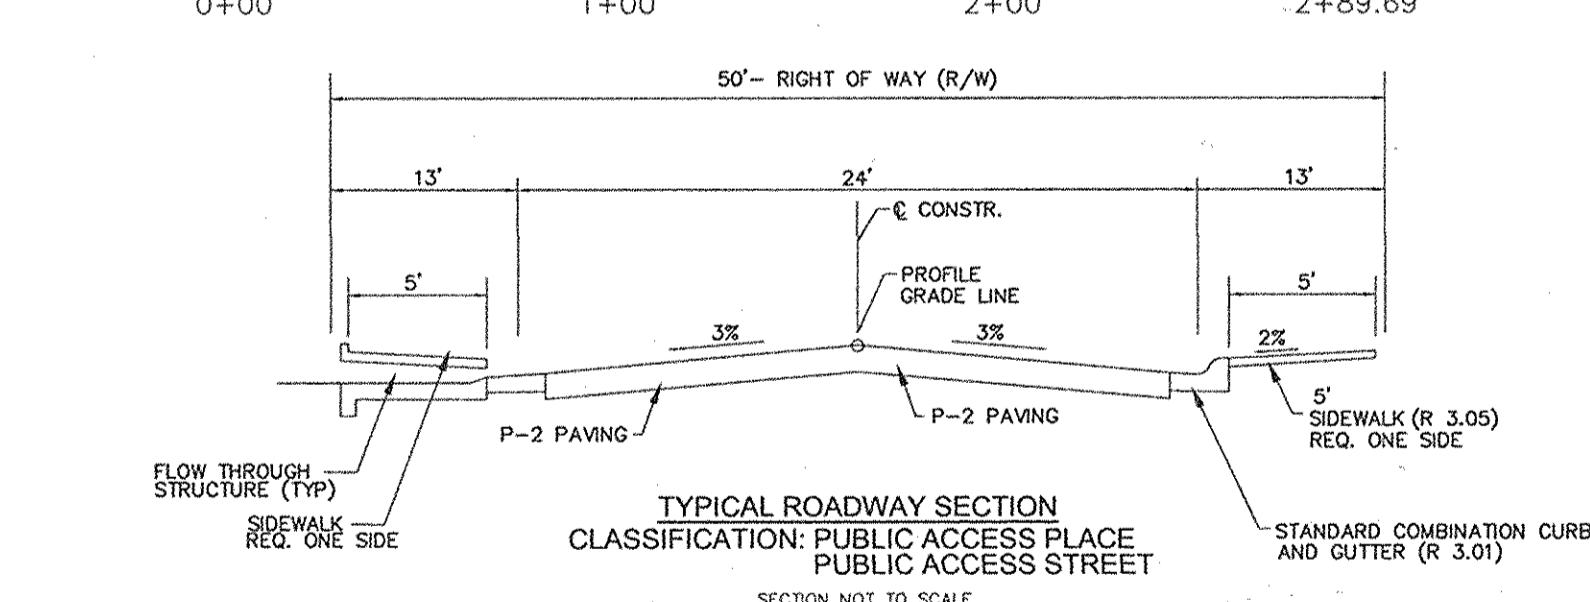 0+00 1+00 2+00 2+89.69
50'- RIGHT OF WAY (R/W)
13' 24' 13'
℄ CONSTR.
PROFILE
GRADE LINE
5' 5'
3% 3% 2%
5'
SIDEWALK (R 3.05)
REQ. ONE SIDE
P-2 PAVING
P-2 PAVING
FLOW THROUGH
STRUCTURE (TYP)
SIDEWALK
REQ. ONE SIDE
TYPICAL ROADWAY SECTION
CLASSIFICATION: PUBLIC ACCESS PLACE
PUBLIC ACCESS STREET
STANDARD COMBINATION CURB
AND GUTTER (R 3.01)
SECTION NOT TO SCALE